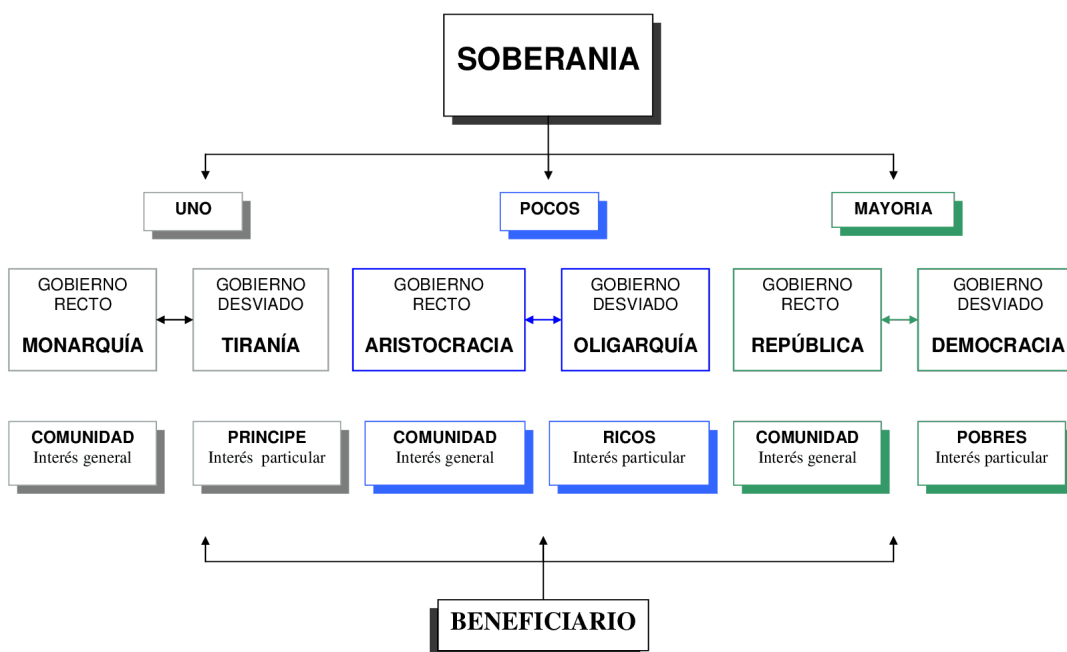 SOBERANIA
UNO
POCOS
MAYORIA
GOBIERNO
RECTO
MONARQUÍA
GOBIERNO
DESVIADO
TIRANÍA
GOBIERNO
RECTO
ARISTOCRACIA
GOBIERNO
DESVIADO
OLIGARQUÍA
GOBIERNO
RECTO
REPÚBLICA
GOBIERNO
DESVIADO
DEMOCRACIA
COMUNIDAD
Interés general
PRINCIPE
Interés particular
COMUNIDAD
Interés general
RICOS
Interés particular
COMUNIDAD
Interés general
POBRES
Interés particular
BENEFICIARIO